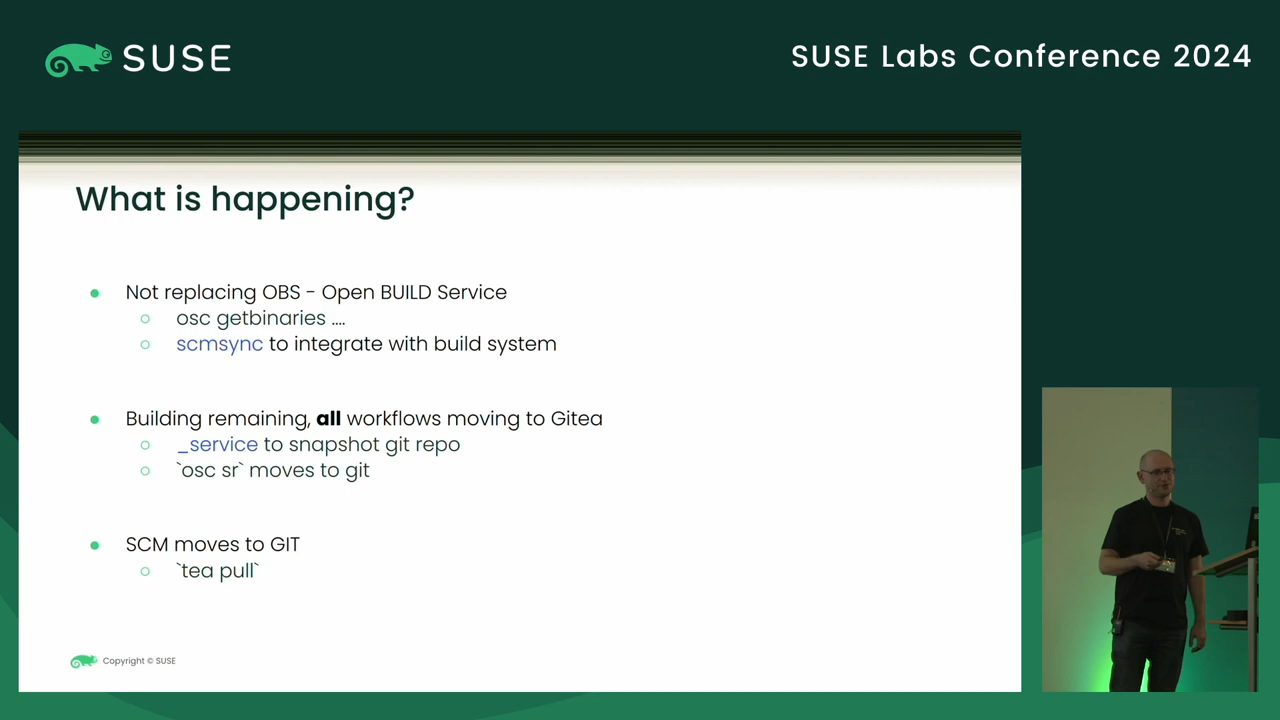 SUSE
SUSE Labs Conference 2024
What is happening?
Not replacing OBS - Open BUILD Service
osc getbinaries ....
scmsync to integrate with build system
Building remaining, all workflows moving to Gitea
_service to snapshot git repo
`osc sr` moves to git
SCM moves to GIT
`tea pull`
Copyright © SUSE